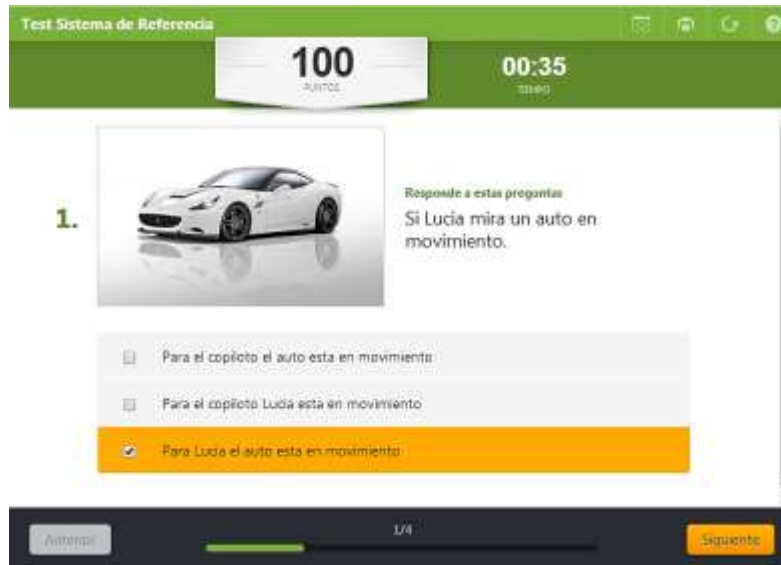 Test Sistema de Referencia
100
PUNTOS
00:35
TIEMPO
1.
Responde a estas preguntas
Si Lucia mira un auto en
movimiento.
Para el copiloto el auto esta en movimiento
Para el copiloto Lucia esta en movimiento
Para Lucia el auto esta en movimiento
Anterior
1/4
Siguiente